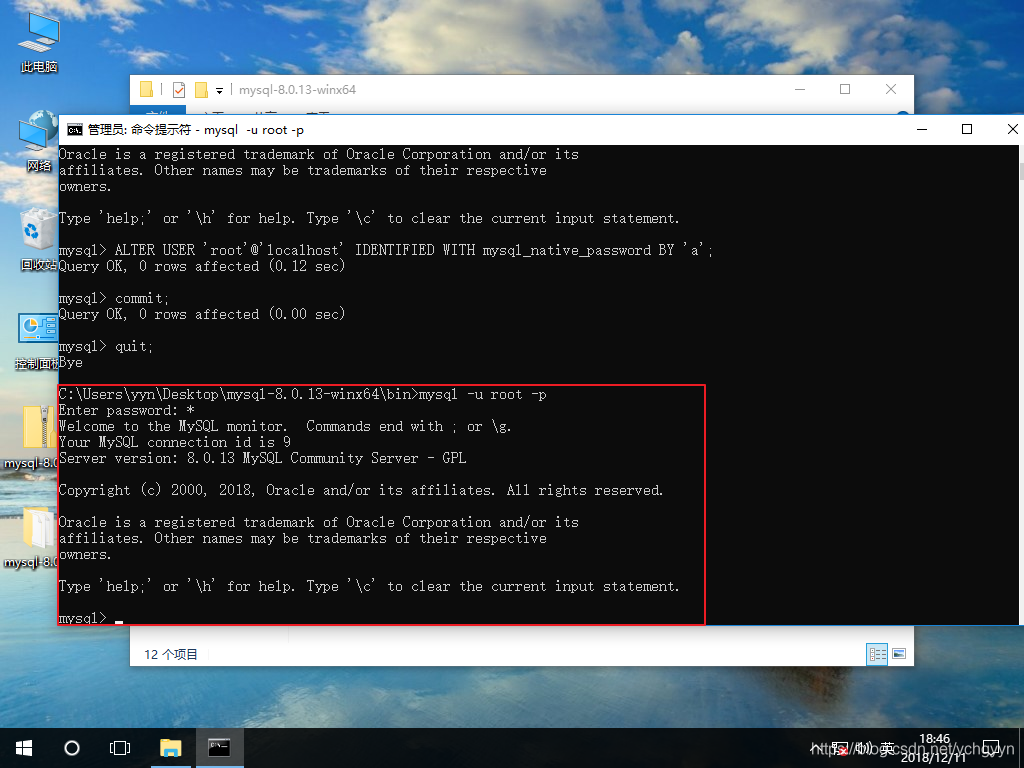 此电脑
网络
回收站
控制面板
mysql-8.0
mysql-8.0
mysql-8.0.13-winx64
管理员: 命令提示符 - mysql  -u root -p
Oracle is a registered trademark of Oracle Corporation and/or its
affiliates. Other names may be trademarks of their respective
owners.
Type 'help;' or '\h' for help. Type '\c' to clear the current input statement.
mysql> ALTER USER 'root'@'localhost' IDENTIFIED WITH mysql_native_password BY 'a';
Query OK, 0 rows affected (0.12 sec)
mysql> commit;
Query OK, 0 rows affected (0.00 sec)
mysql> quit;
Bye
C:\Users\yyn\Desktop\mysql-8.0.13-winx64\bin>mysql -u root -p
Enter password: *
Welcome to the MySQL monitor.  Commands end with ; or \g.
Your MySQL connection id is 9
Server version: 8.0.13 MySQL Community Server - GPL
Copyright (c) 2000, 2018, Oracle and/or its affiliates. All rights reserved.
Oracle is a registered trademark of Oracle Corporation and/or its
affiliates. Other names may be trademarks of their respective
owners.
Type 'help;' or '\h' for help. Type '\c' to clear the current input statement.
mysql>
12 个项目
英
18:46
2018/12/11